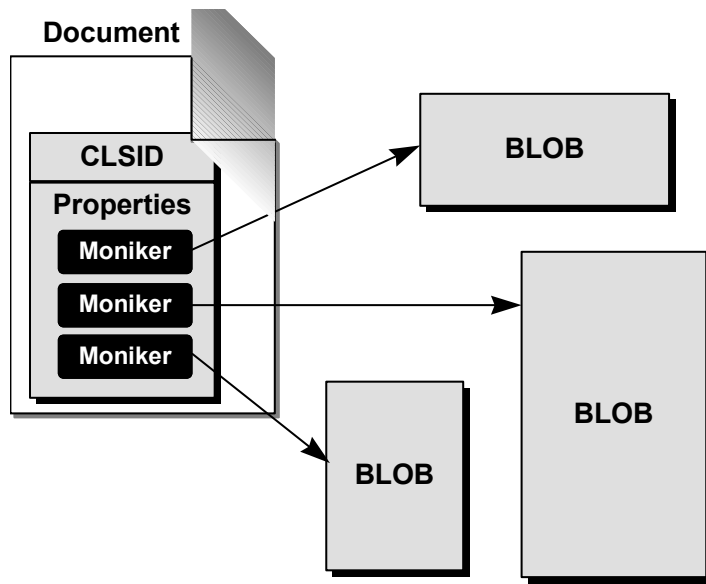 Document
CLSID
Properties
Moniker
Moniker
Moniker
BLOB
BLOB
BLOB